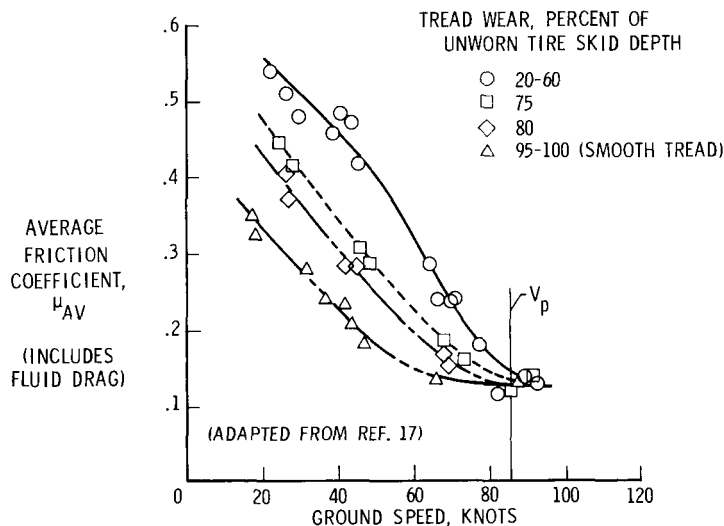 TREAD WEAR, PERCENT OF
UNWORN TIRE SKID DEPTH
20-60
75
80
95-100 (SMOOTH TREAD)
.6
.5
.4
.3
.2
.1
0
AVERAGE
FRICTION
COEFFICIENT,
μAV
(INCLUDES
FLUID DRAG)
Vp
(ADAPTED FROM REF. 17)
0 20 40 60 80 100 120
GROUND SPEED, KNOTS